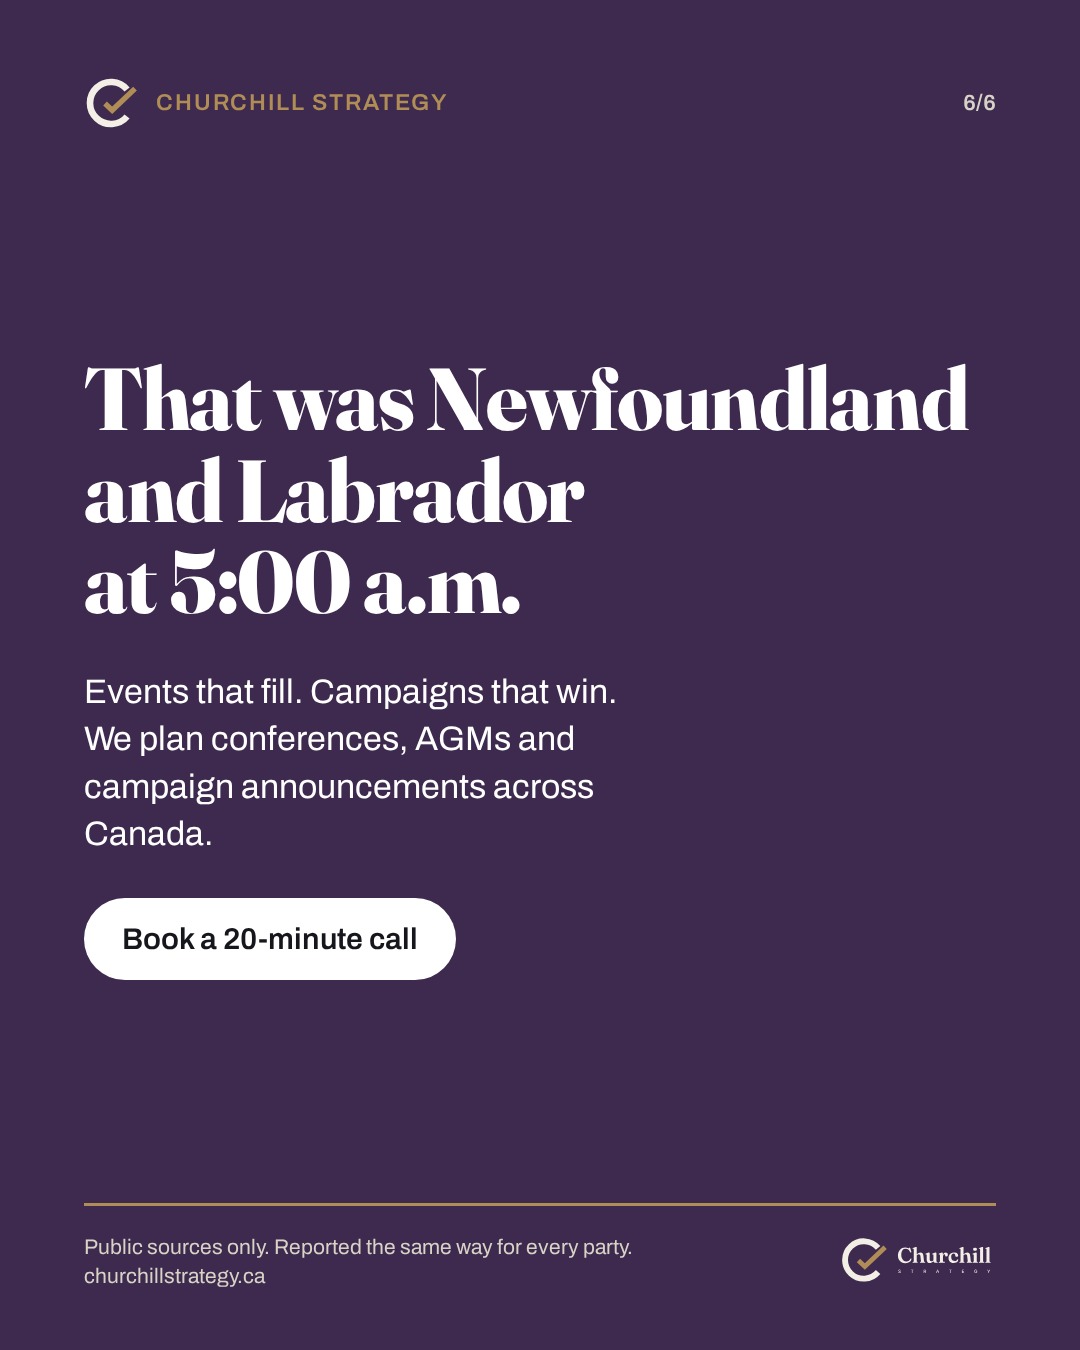 CHURCHILL STRATEGY
6/6
That was Newfoundland
and Labrador
at 5:00 a.m.
Events that fill. Campaigns that win.
We plan conferences, AGMs and
campaign announcements across
Canada.
Book a 20-minute call
Public sources only. Reported the same way for every party.
churchillstrategy.ca
Churchill
STRATEGY